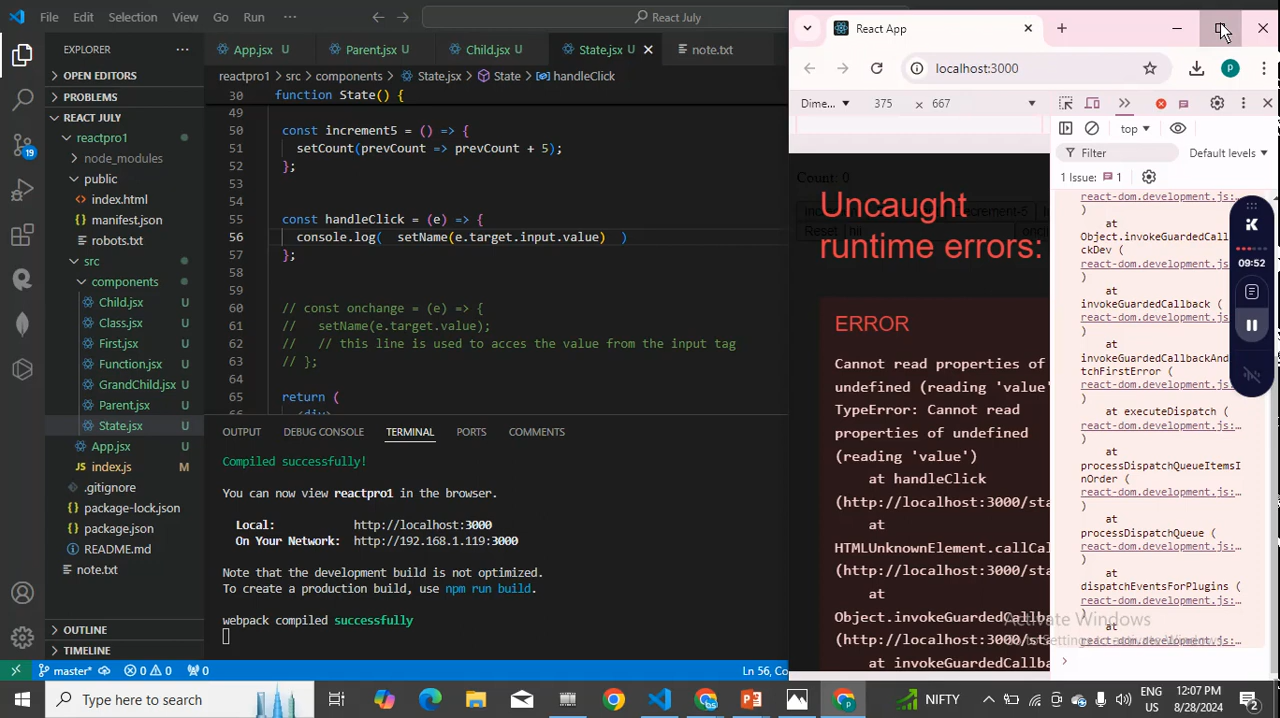 File Edit Selection View Go Run ··· React July
EXPLORER
OPEN EDITORS
PROBLEMS
REACT JULY
reactpro1
node_modules
public
index.html U
manifest.json U
robots.txt U
src
components
Child.jsx U
Class.jsx U
First.jsx U
Function.jsx U
GrandChild.jsx U
Parent.jsx U
State.jsx U
App.jsx U
index.js M
.gitignore U
package-lock.json U
package.json U
README.md U
note.txt U
OUTLINE
TIMELINE
19
App.jsx U Parent.jsx U Child.jsx U State.jsx U note.txt
reactpro1 > src > components > State.jsx > State > handleClick
30 function State() {
49
50 const increment5 = () => {
51 setCount(prevCount => prevCount + 5);
52 };
53
54
55 const handleClick = (e) => {
56 console.log(  setName(e.target.input.value)  )
57 };
58
59
60 // const onchange = (e) => {
61 //   setName(e.target.value);
62 //   // this line is used to acces the value from the input tag
63 // };
64
65 return (
OUTPUT DEBUG CONSOLE TERMINAL PORTS COMMENTS
Compiled successfully!
You can now view reactpro1 in the browser.
Local: http://localhost:3000
On Your Network: http://192.168.1.119:3000
Note that the development build is not optimized.
To create a production build, use npm run build.
webpack compiled successfully
master* 0 0 0 Ln 56, Co
React App
localhost:3000 P
Dime... 375 × 667
top
Filter Default levels
1 Issue: 1
Count: 0
Reset
Uncaught
runtime errors:
ERROR
Cannot read properties of
undefined (reading 'value'
TypeError: Cannot read
properties of undefined
(reading 'value')
at handleClick
(http://localhost:3000/sta
at
HTMLUnknownElement.callCal
(http://localhost:3000/sta
at
Object.invokeGuardedCallba
(http://localhost:3000/sta
at invokeGuardedCallba
react-dom.development.js:
)
at
Object.invokeGuardedCall
ckDev (
react-dom.development.js:
)
at
invokeGuardedCallback (
react-dom.development.js:
)
at
invokeGuardedCallbackAnd
tchFirstError (
react-dom.development.js:…
)
at executeDispatch (
react-dom.development.js:…
)
at
processDispatchQueueItemsI
nOrder (
react-dom.development.js:…
)
at
processDispatchQueue (
react-dom.development.js:…
)
at
dispatchEventsForPlugins (
react-dom.development.js:…
)
at
react-dom.development.js:…
09:52
Activate Windows
Type here to search
NIFTY
ENG
US
12:07 PM
8/28/2024
2